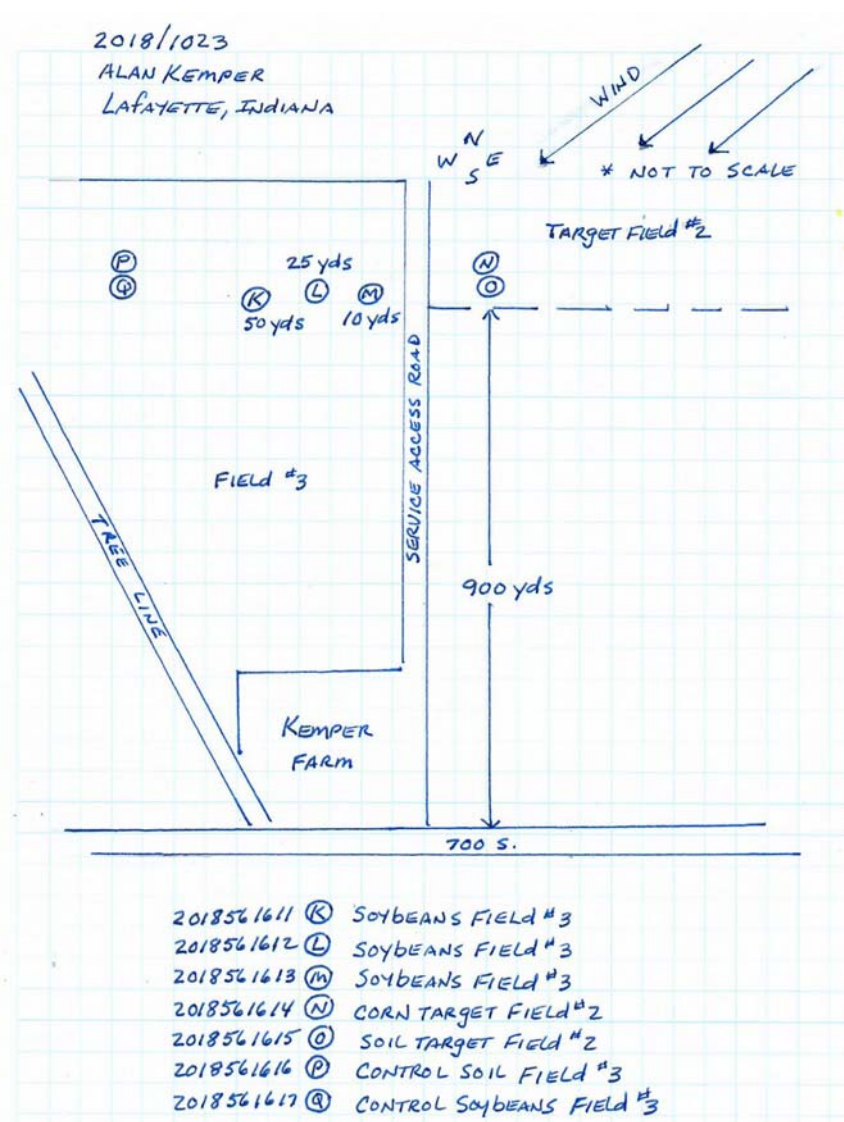 2018/1023
ALAN KEMPER
LAFAYETTE, INDIANA
WIND
N
W E
S
* NOT TO SCALE
TARGET FIELD #2
P
Q
25 yds
K L M
50 yds 10 yds
N
O
SERVICE ACCESS ROAD
FIELD #3
TREE LINE
900 yds
KEMPER
FARM
700 S.
2018561611 K SOYBEANS FIELD #3
2018561612 L SOYBEANS FIELD #3
2018561613 M SOYBEANS FIELD #3
2018561614 N CORN TARGET FIELD #2
2018561615 O SOIL TARGET FIELD #2
2018561616 P CONTROL SOIL FIELD #3
2018561617 Q CONTROL SOYBEANS FIELD #3